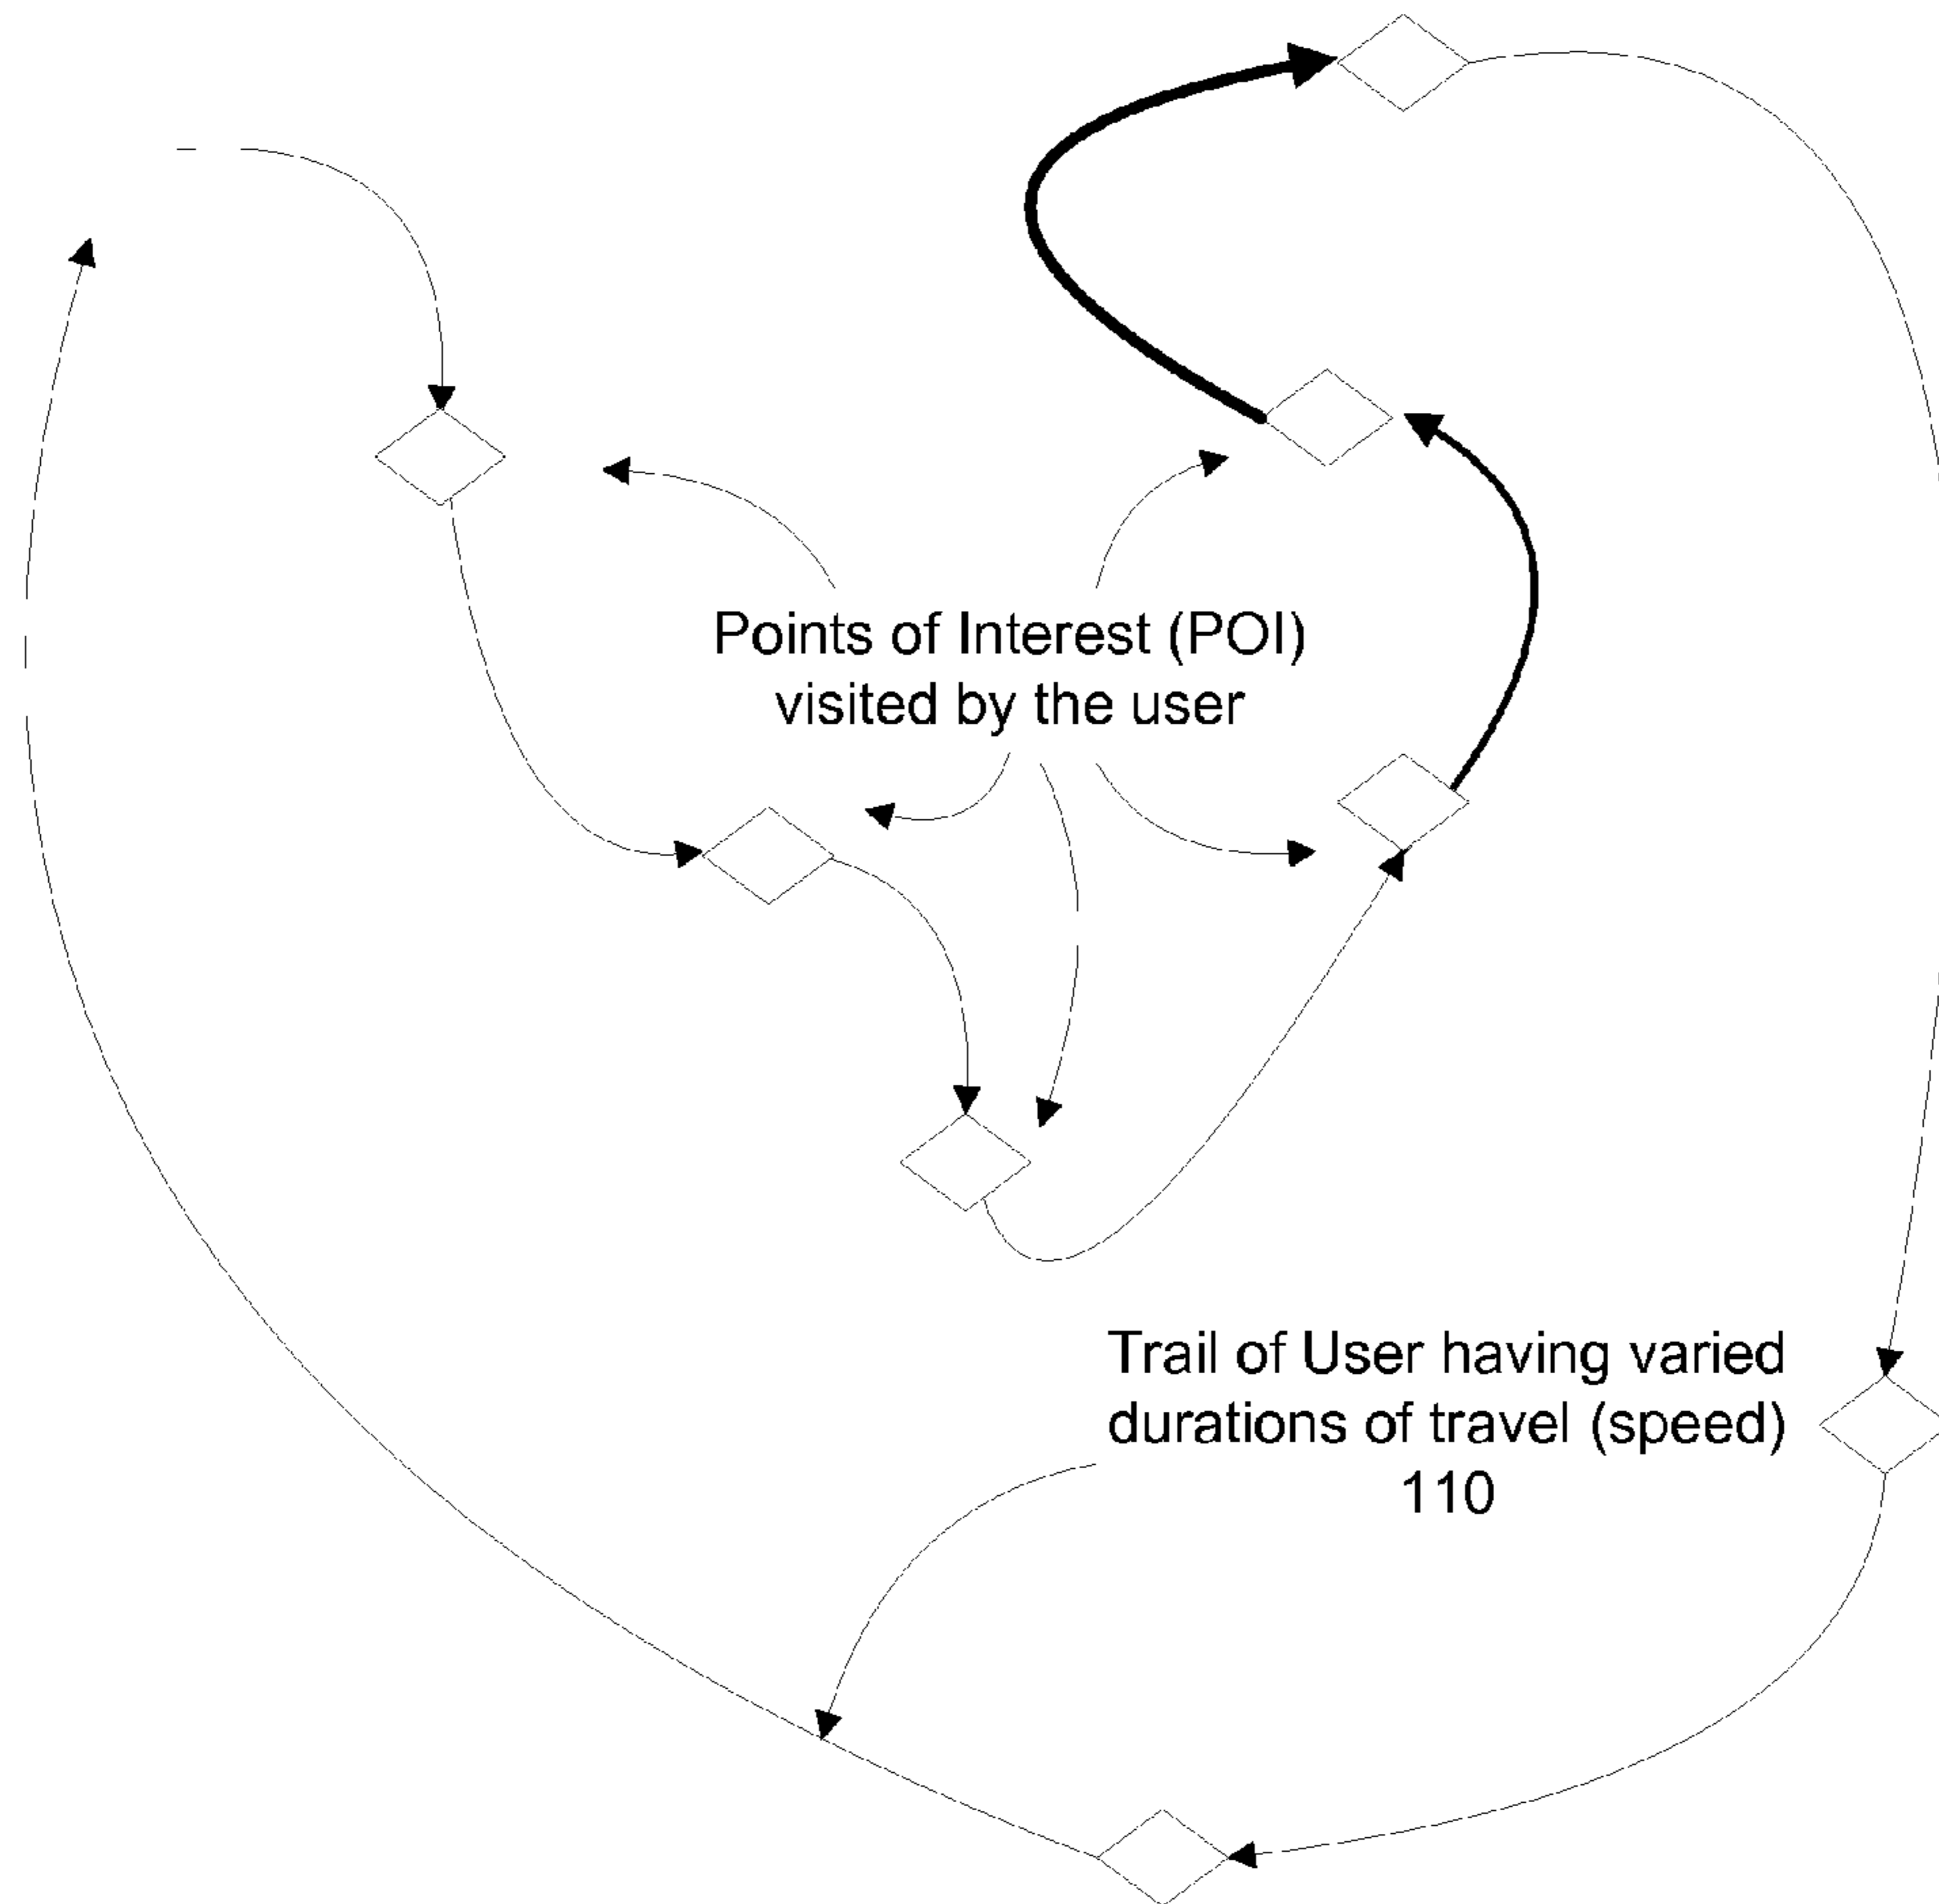 Points of Interest (POI)
visited by the user
Trail of User having varied
durations of travel (speed)
110